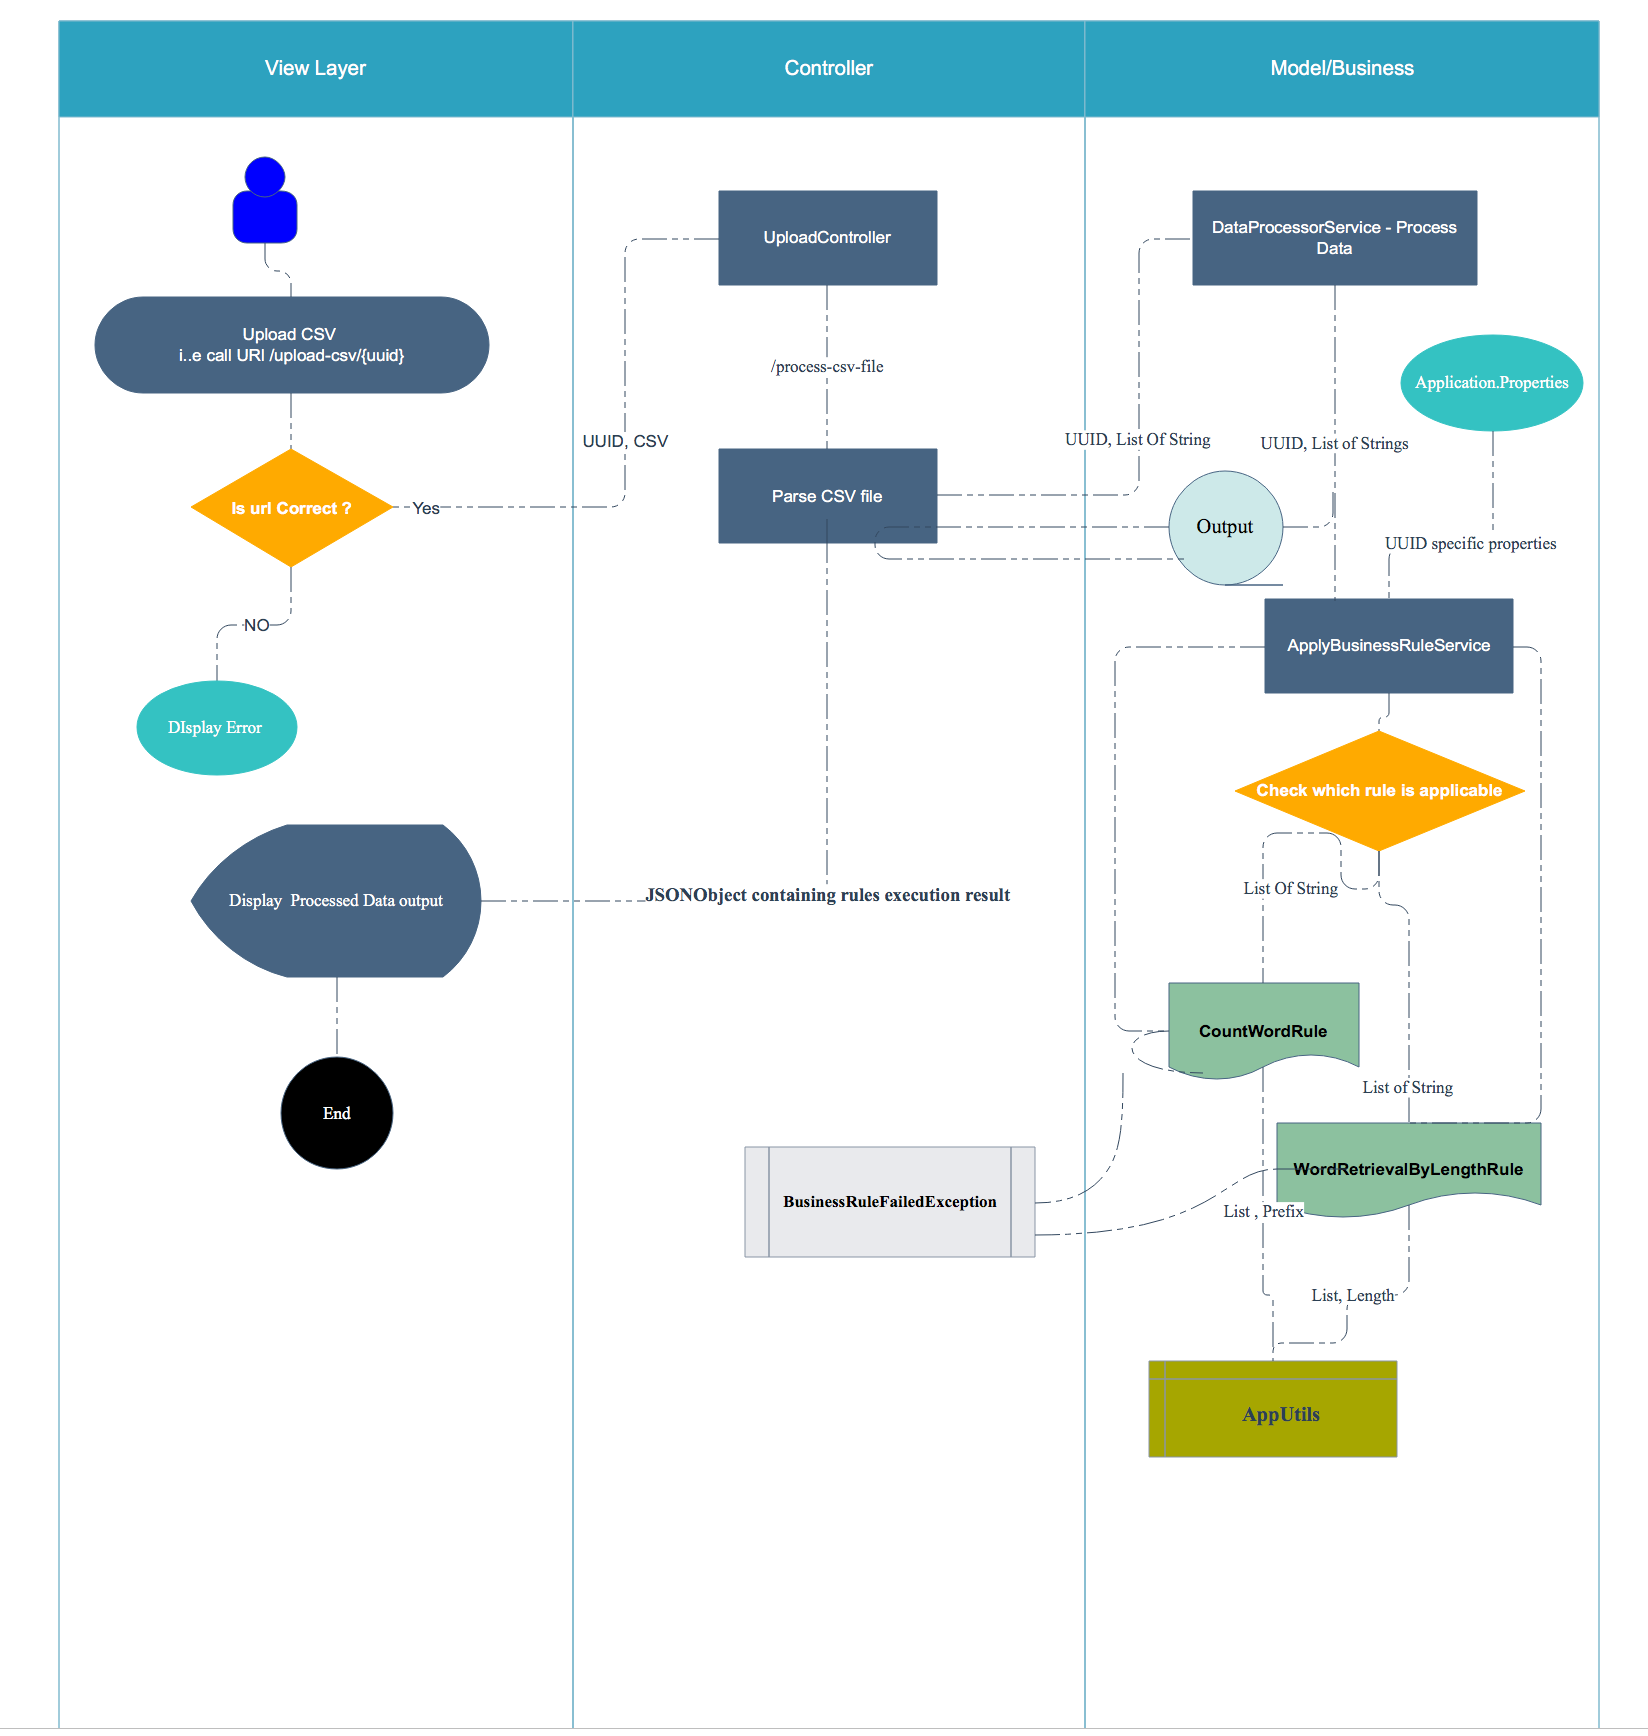 View Layer
Controller
Model/Business
Upload CSV
i..e call URI /upload-csv/{uuid}
Is url Correct ?
Yes
NO
DIsplay Error
Display  Processed Data output
End
UUID, CSV
UploadController
/process-csv-file
Parse CSV file
JSONObject containing rules execution result
BusinessRuleFailedException
DataProcessorService - Process
Data
Application.Properties
UUID, List Of String
UUID, List of Strings
Output
UUID specific properties
ApplyBusinessRuleService
Check which rule is applicable
List Of String
CountWordRule
List of String
WordRetrievalByLengthRule
List , Prefix
List, Length
AppUtils